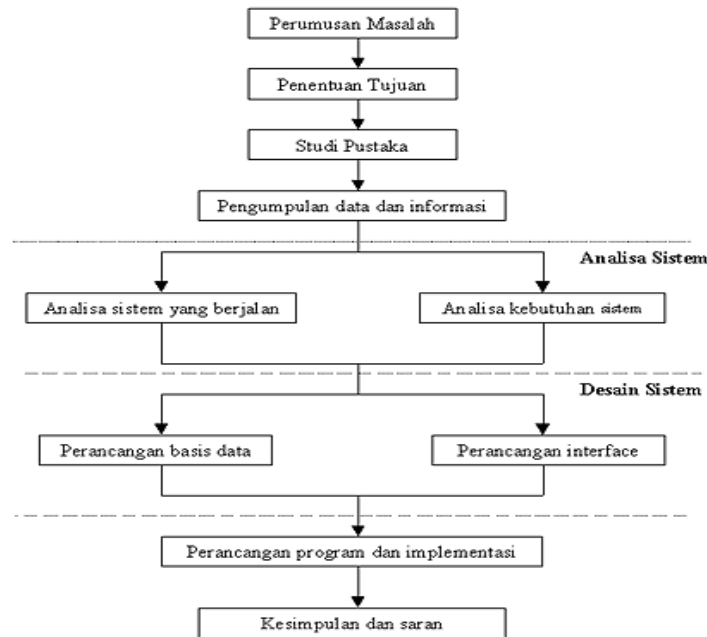 Perumusan Masalah
Penentuan Tujuan
Studi Pustaka
Pengumpulan data dan informasi
Analisa Sistem
Analisa sistem yang berjalan
Analisa kebutuhan sistem
Desain Sistem
Perancangan basis data
Perancangan interface
Perancangan program dan implementasi
Kesimpulan dan saran